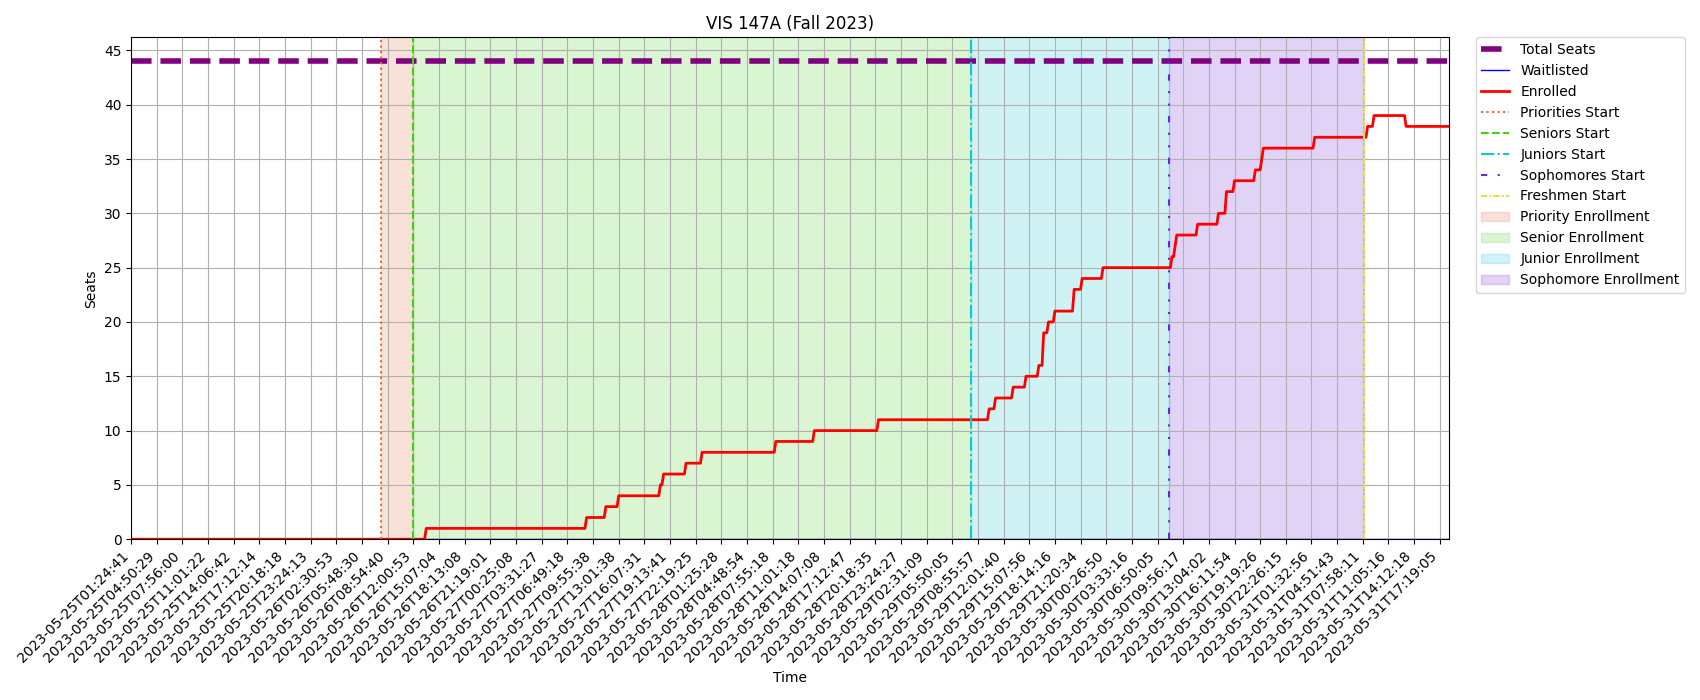 VIS 147A (Fall 2023)
45
40
35
30
25
20
15
10
5
0
Seats
2023-05-25T01:24:41
2023-05-25T04:50:29
2023-05-25T07:56:00
2023-05-25T11:01:22
2023-05-25T14:06:42
2023-05-25T17:12:14
2023-05-25T20:18:18
2023-05-25T23:24:13
2023-05-26T02:30:53
2023-05-26T05:48:30
2023-05-26T08:54:40
2023-05-26T12:00:53
2023-05-26T15:07:04
2023-05-26T18:13:08
2023-05-26T21:19:01
2023-05-27T00:25:08
2023-05-27T03:31:27
2023-05-27T06:49:18
2023-05-27T09:55:38
2023-05-27T13:01:38
2023-05-27T16:07:31
2023-05-27T19:13:41
2023-05-27T22:19:25
2023-05-28T01:25:28
2023-05-28T04:48:54
2023-05-28T07:55:18
2023-05-28T11:01:18
2023-05-28T14:07:08
2023-05-28T17:12:47
2023-05-28T20:18:35
2023-05-28T23:24:27
2023-05-29T02:31:09
2023-05-29T05:50:05
2023-05-29T08:55:57
2023-05-29T12:01:40
2023-05-29T15:07:56
2023-05-29T18:14:16
2023-05-29T21:20:34
2023-05-30T00:26:50
2023-05-30T03:33:16
2023-05-30T06:50:05
2023-05-30T09:56:17
2023-05-30T13:04:02
2023-05-30T16:11:54
2023-05-30T19:19:26
2023-05-30T22:26:15
2023-05-31T01:32:56
2023-05-31T04:51:43
2023-05-31T07:58:11
2023-05-31T11:05:16
2023-05-31T14:12:18
2023-05-31T17:19:05
Time
Total Seats
Waitlisted
Enrolled
Priorities Start
Seniors Start
Juniors Start
Sophomores Start
Freshmen Start
Priority Enrollment
Senior Enrollment
Junior Enrollment
Sophomore Enrollment